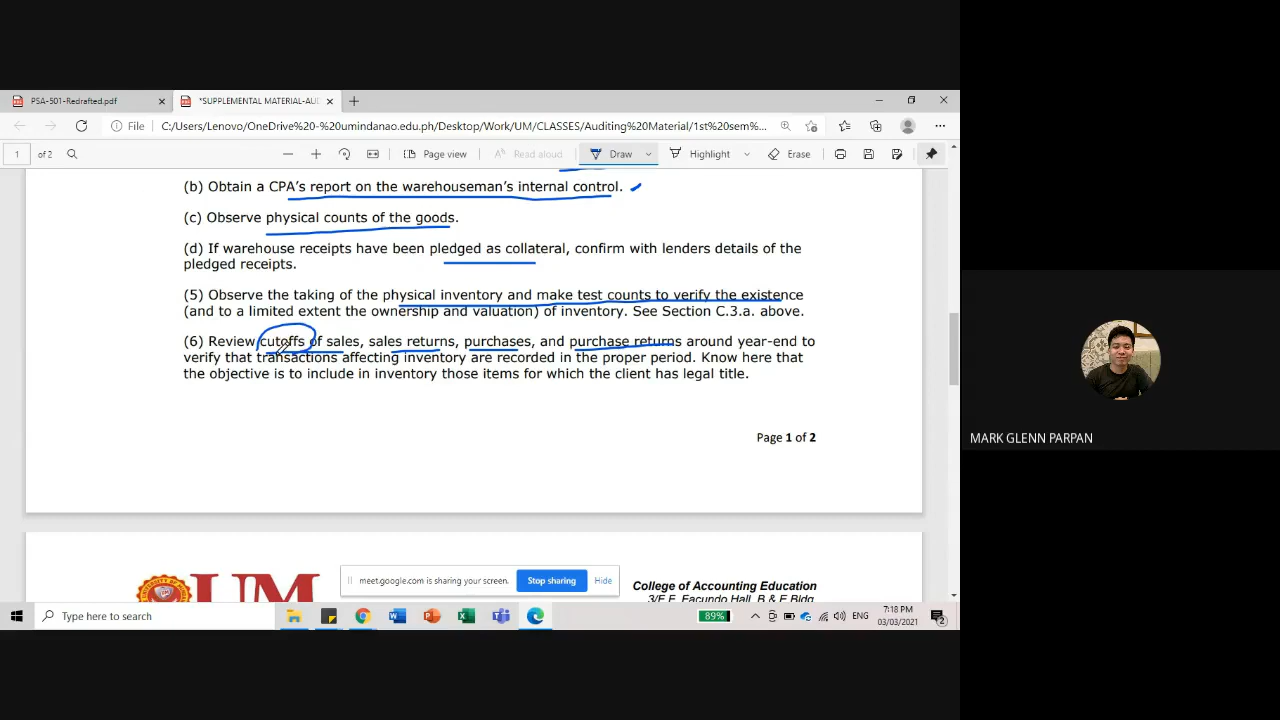 PSA-501-Redrafted.pdf
*SUPPLEMENTAL MATERIAL-AUD
File
C:/Users/Lenovo/OneDrive%20-%20umindanao.edu.ph/Desktop/Work/UM/CLASSES/Auditing%20Material/1st%20sem%...
1
of 2
Page view
Read aloud
Draw
Highlight
Erase
(b) Obtain a CPA's report on the warehouseman's internal control.
(c) Observe physical counts of the goods.
(d) If warehouse receipts have been pledged as collateral, confirm with lenders details of the
pledged receipts.
(5) Observe the taking of the physical inventory and make test counts to verify the existence
(and to a limited extent the ownership and valuation) of inventory. See Section C.3.a. above.
(6) Review cutoffs of sales, sales returns, purchases, and purchase returns around year-end to
verify that transactions affecting inventory are recorded in the proper period. Know here that
the objective is to include in inventory those items for which the client has legal title.
MARK GLENN PARPAN
Page 1 of 2
UM
College of Accounting Education
3/F F. Facundo Hall, B & E Bldg
meet.google.com is sharing your screen.
Stop sharing
Hide
Type here to search
89%
ENG
7:18 PM
03/03/2021
2